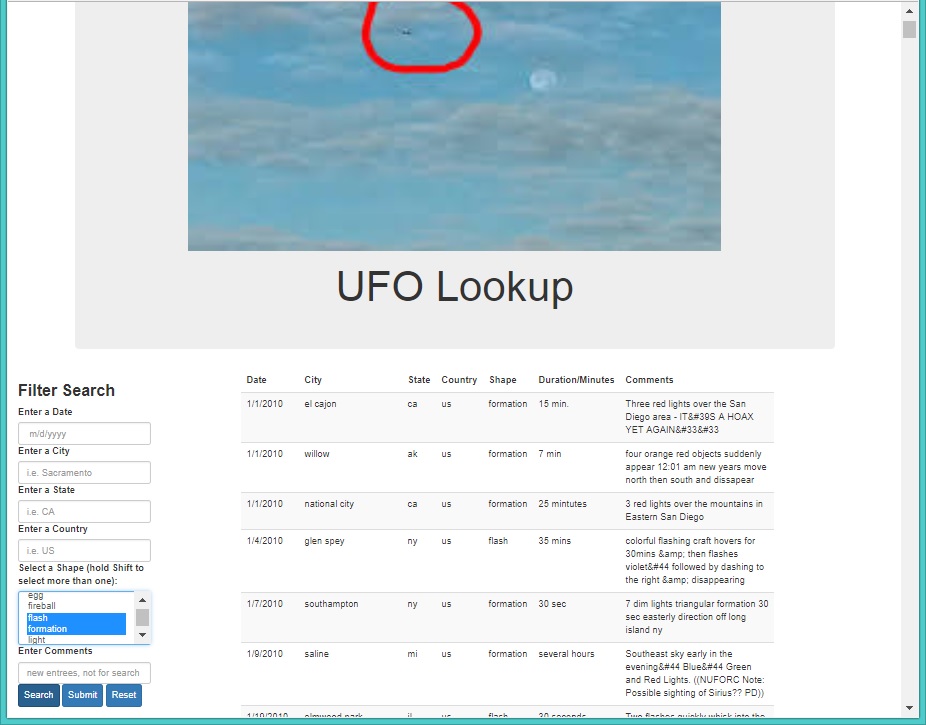 UFO Lookup
Filter Search
Enter a Date
m/d/yyyy
Enter a City
i.e. Sacramento
Enter a State
i.e. CA
Enter a Country
i.e. US
Select a Shape (hold Shift to
select more than one):
egg
fireball
flash
formation
light
Enter Comments
new entrees, not for search
Search Submit Reset
Date City State Country Shape Duration/Minutes Comments
1/1/2010 el cajon ca us formation 15 min. Three red lights over the San
Diego area - IT&#39S A HOAX
YET AGAIN&#33&#33
1/1/2010 willow ak us formation 7 min four orange red objects suddenly
appear 12:01 am new years move
north then south and dissapear
1/1/2010 national city ca us formation 25 mintutes 3 red lights over the mountains in
Eastern San Diego
1/4/2010 glen spey ny us flash 35 mins colorful flashing craft hovers for
30mins &amp; then flashes
violet&#44 followed by dashing to
the right &amp; disappearing
1/7/2010 southampton ny us formation 30 sec 7 dim lights triangular formation 30
sec easterly direction off long
island ny
1/9/2010 saline mi us formation several hours Southeast sky early in the
evening&#44 Blue&#44 Green
and Red Lights. ((NUFORC Note:
Possible sighting of Sirius?? PD))
1/10/2010 elmwood park il us flash 30 seconds Two flashes quickly whisk into the